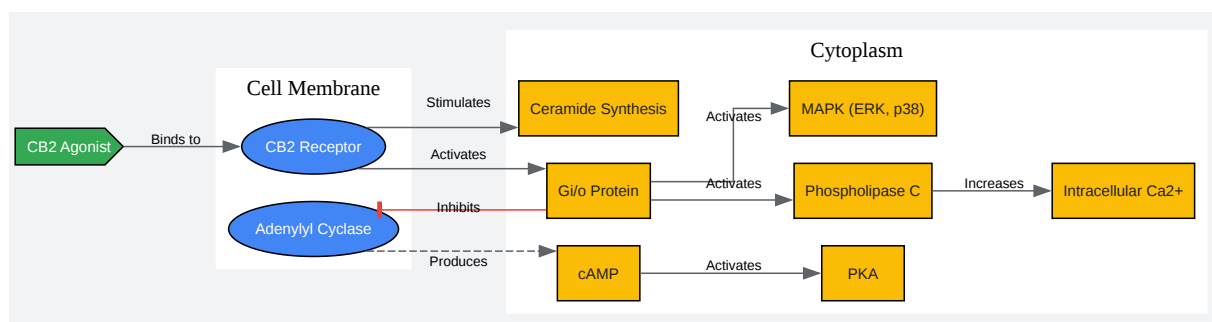 Cytoplasm
Cell Membrane
Stimulates
Ceramide Synthesis
MAPK (ERK, p38)
Activates
CB2 Agonist
Binds to
CB2 Receptor
Activates
Gi/o Protein
Activates
Phospholipase C
Increases
Intracellular Ca2+
Inhibits
Adenylyl Cyclase
Produces
cAMP
Activates
PKA